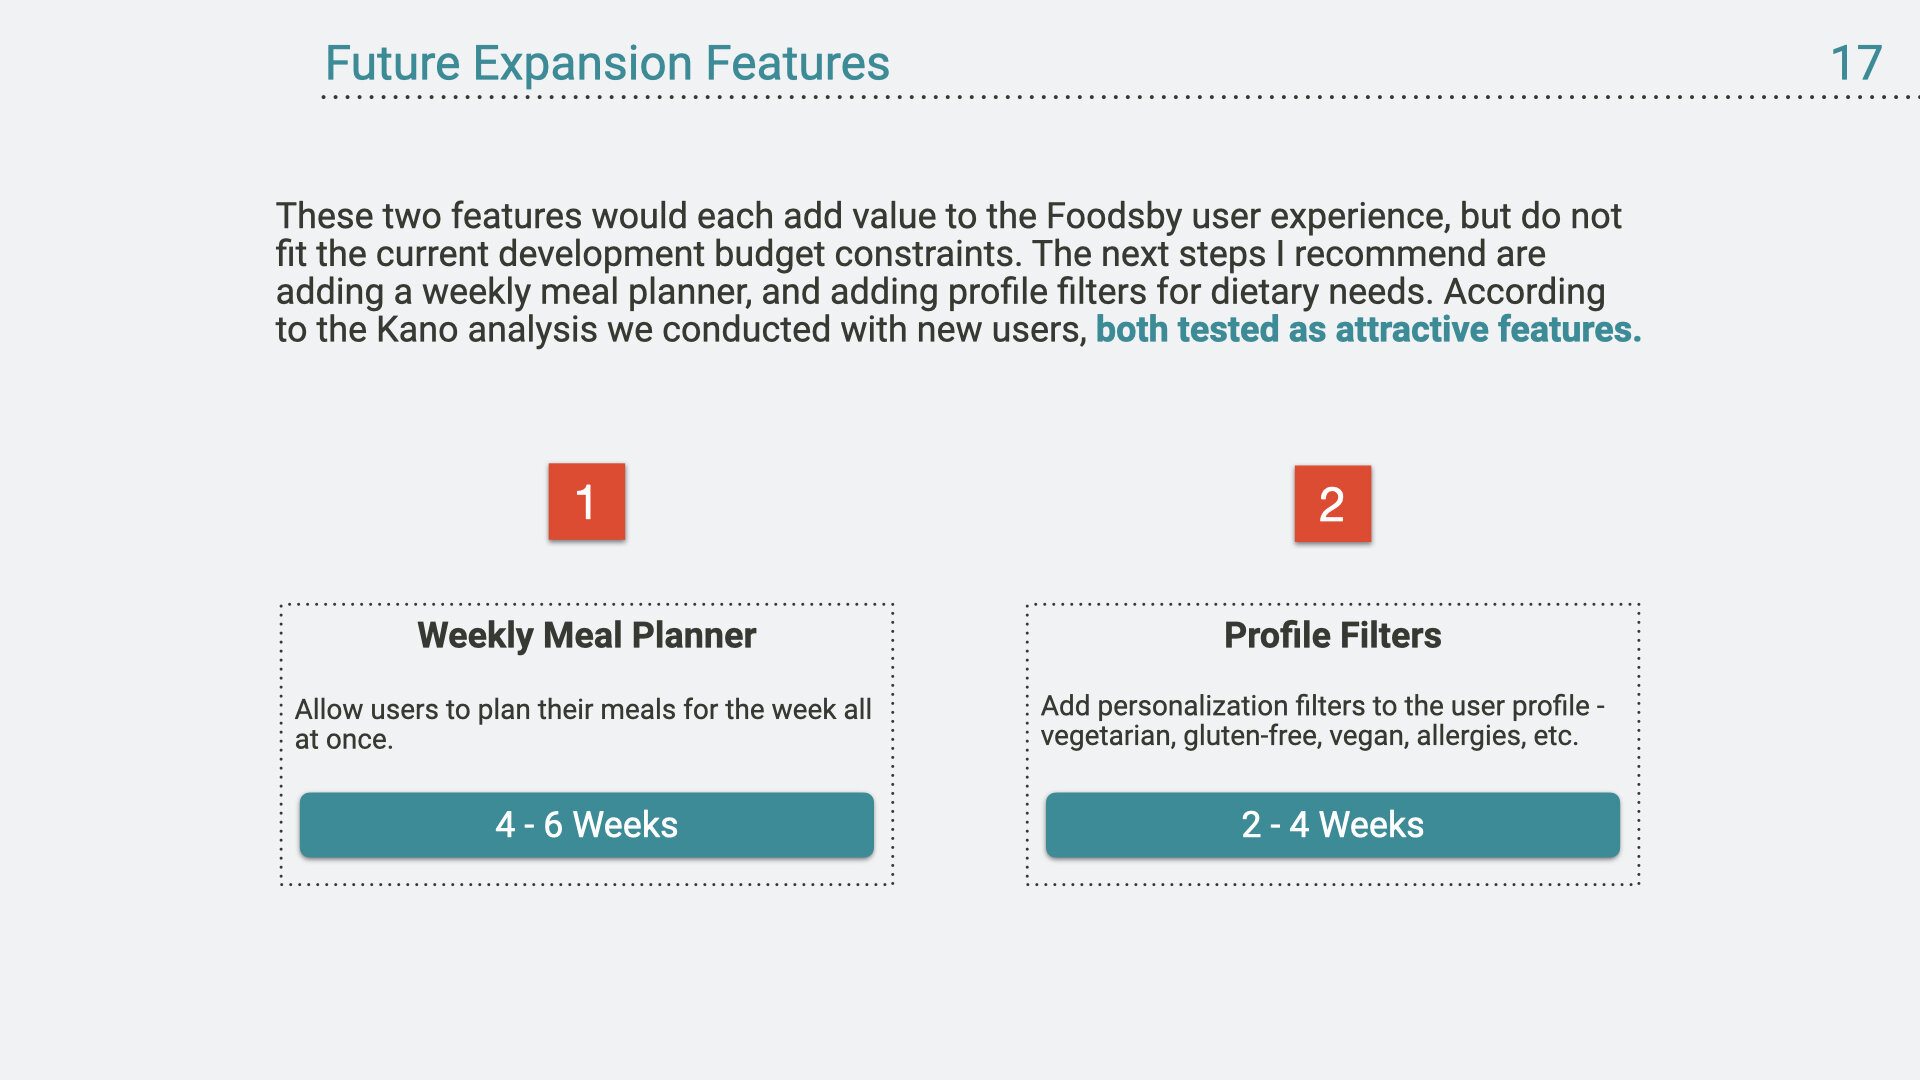 Future Expansion Features
17
These two features would each add value to the Foodsby user experience, but do not
fit the current development budget constraints. The next steps I recommend are
adding a weekly meal planner, and adding profile filters for dietary needs. According
to the Kano analysis we conducted with new users, both tested as attractive features.
1
Weekly Meal Planner
Allow users to plan their meals for the week all
at once.
4 - 6 Weeks
2
Profile Filters
Add personalization filters to the user profile -
vegetarian, gluten-free, vegan, allergies, etc.
2 - 4 Weeks